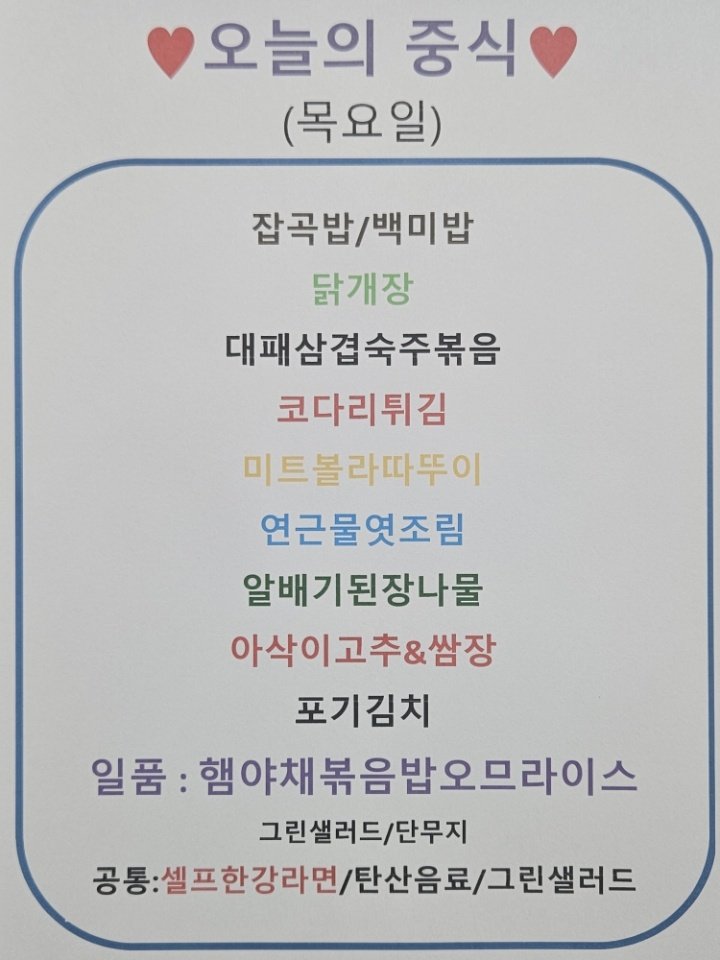 ♥오늘의 중식♥
(목요일)
잡곡밥/백미밥
닭개장
대패삼겹숙주볶음
코다리튀김
미트볼라따뚜이
연근물엿조림
알배기된장나물
아삭이고추&쌈장
포기김치
일품 : 햄야채볶음밥오므라이스
그린샐러드/단무지
공통:셀프한강라면/탄산음료/그린샐러드